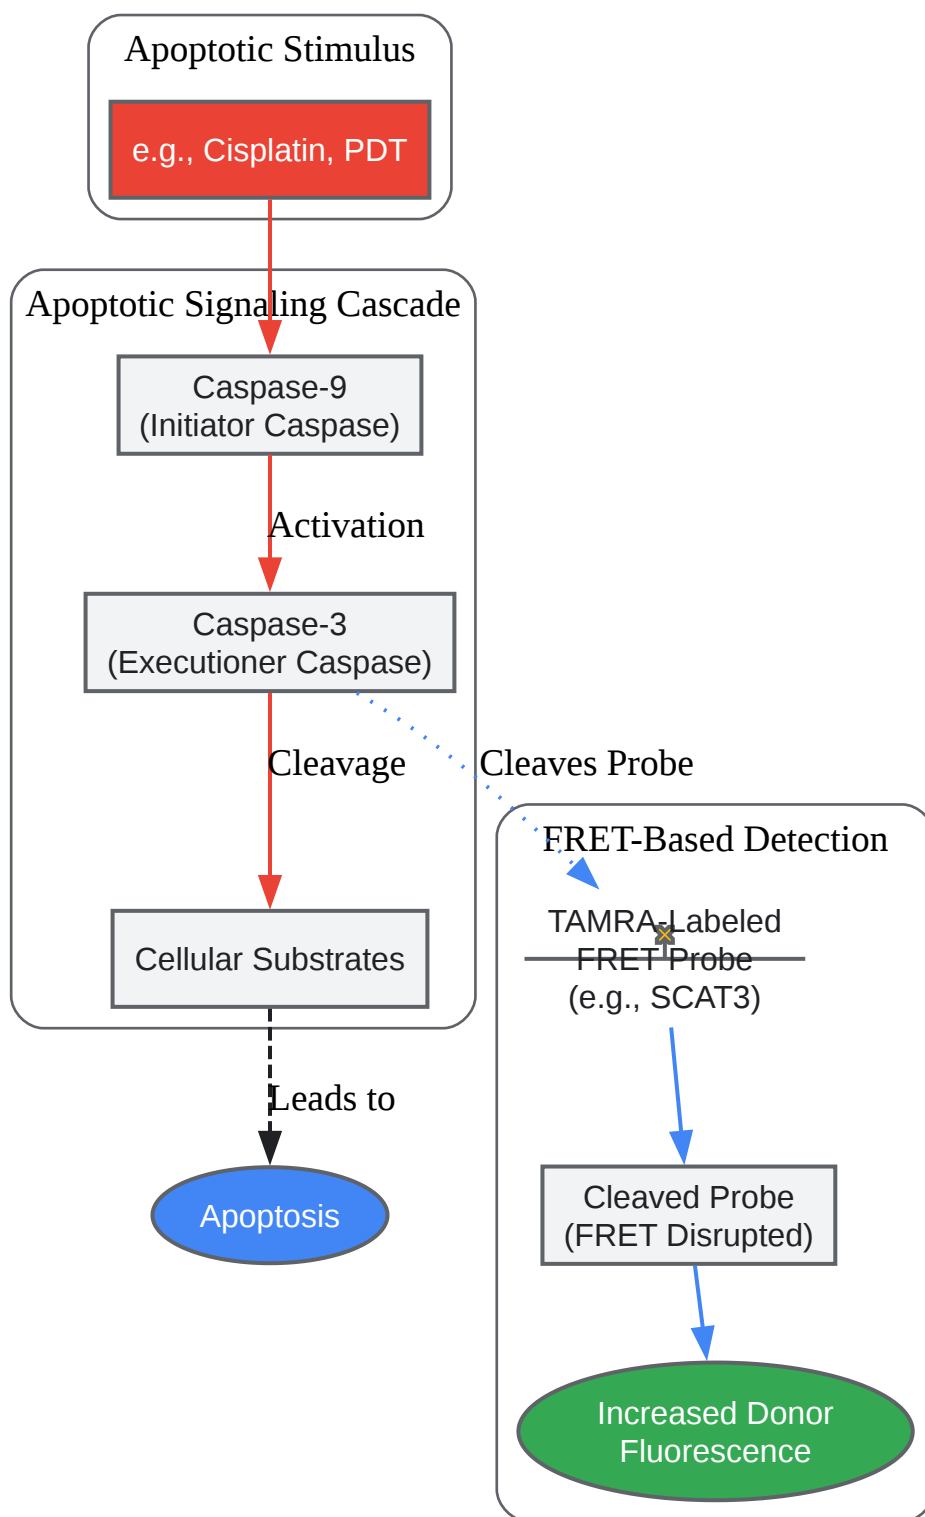 Apoptotic Stimulus
e.g., Cisplatin, PDT
Apoptotic Signaling Cascade
Caspase-9
(Initiator Caspase)
Activation
Caspase-3
(Executioner Caspase)
Cleavage
Cleaves Probe
FRET-Based Detection
TAMRA-Labeled
FRET Probe
(e.g., SCAT3)
Cellular Substrates
Leads to
Apoptosis
Cleaved Probe
(FRET Disrupted)
Increased Donor
Fluorescence